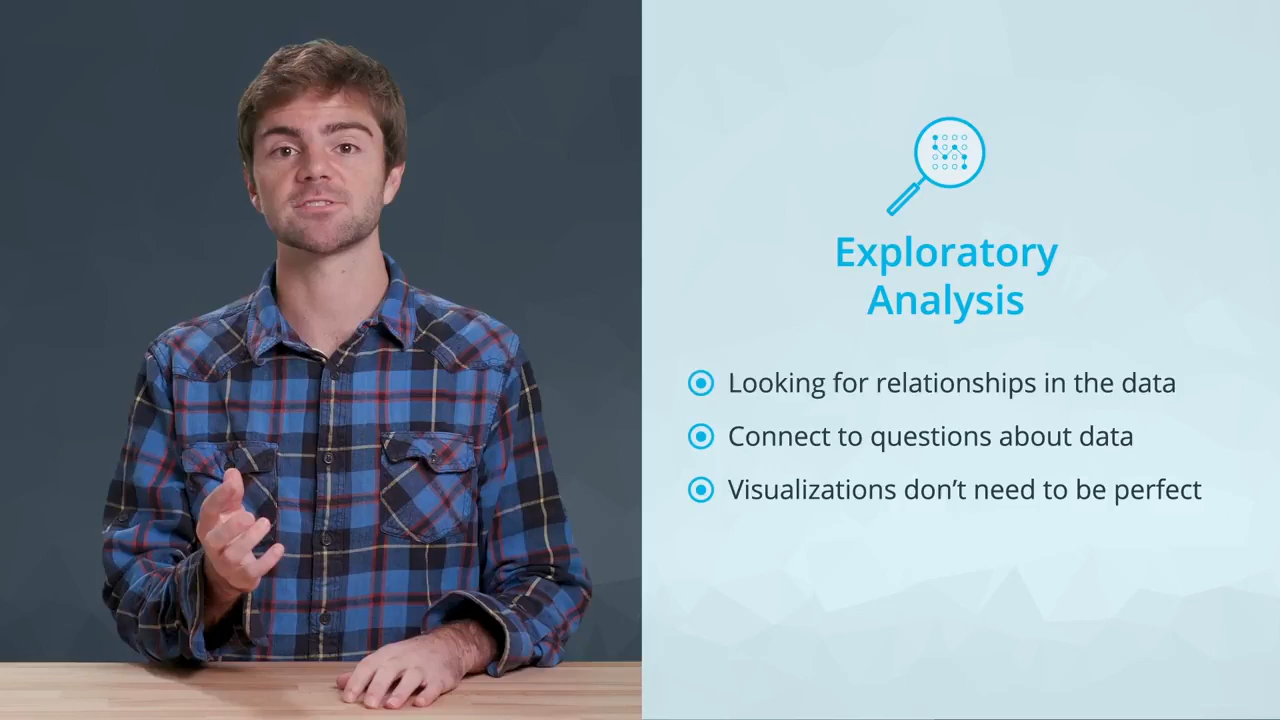 Exploratory
Analysis
Looking for relationships in the data
Connect to questions about data
Visualizations don’t need to be perfect